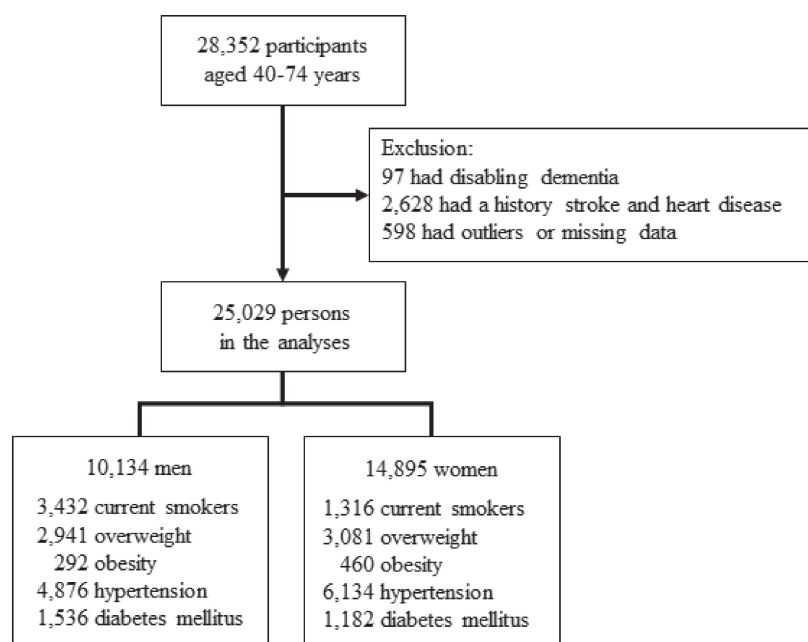 28,352 participants
aged 40-74 years
Exclusion:
97 had disabling dementia
2,628 had a history stroke and heart disease
598 had outliers or missing data
25,029 persons
in the analyses
10,134 men
3,432 current smokers
2,941 overweight
292 obesity
4,876 hypertension
1,536 diabetes mellitus
14,895 women
1,316 current smokers
3,081 overweight
460 obesity
6,134 hypertension
1,182 diabetes mellitus